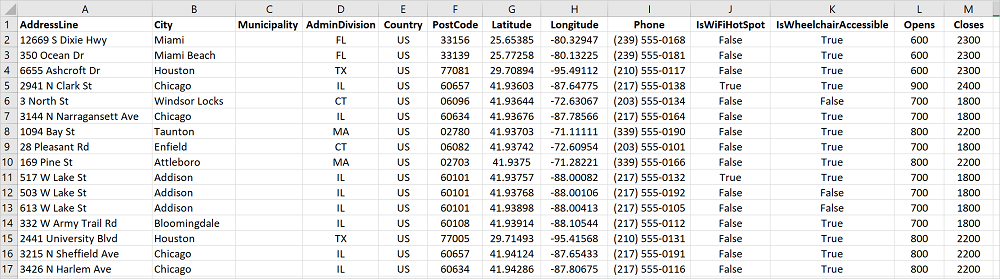 A B C D E F G H I J K L M
1 AddressLine City Municipality AdminDivision Country PostCode Latitude Longitude Phone IsWiFiHotSpot IsWheelchairAccessible Opens Closes
2 12669 S Dixie Hwy Miami FL US 33156 25.65385 -80.32947 (239) 555-0168 False True 600 2300
3 350 Ocean Dr Miami Beach FL US 33139 25.77258 -80.13225 (239) 555-0181 False True 600 2300
4 6655 Ashcroft Dr Houston TX US 77081 29.70894 -95.49112 (210) 555-0117 False True 600 2300
5 2941 N Clark St Chicago IL US 60657 41.93603 -87.64775 (217) 555-0138 True True 900 2400
6 3 North St Windsor Locks CT US 06096 41.93644 -72.63067 (203) 555-0134 False False 700 1800
7 3144 N Narragansett Ave Chicago IL US 60634 41.93676 -87.78566 (217) 555-0164 False True 700 1800
8 1094 Bay St Taunton MA US 02780 41.93703 -71.11111 (339) 555-0190 False True 800 2200
9 28 Pleasant Rd Enfield CT US 06082 41.93742 -72.60954 (203) 555-0101 False True 700 1800
10 169 Pine St Attleboro MA US 02703 41.9375 -71.28221 (339) 555-0166 False True 800 2200
11 517 W Lake St Addison IL US 60101 41.93757 -88.00082 (217) 555-0132 True True 700 1800
12 503 W Lake St Addison IL US 60101 41.93768 -88.00106 (217) 555-0192 False False 700 1800
13 613 W Lake St Addison IL US 60101 41.93898 -88.00413 (217) 555-0105 False False 700 1800
14 332 W Army Trail Rd Bloomingdale IL US 60108 41.93914 -88.10544 (217) 555-0112 False True 700 1800
15 2441 University Blvd Houston TX US 77005 29.71493 -95.41568 (210) 555-0131 False True 800 2200
16 3215 N Sheffield Ave Chicago IL US 60657 41.94124 -87.65433 (217) 555-0191 False True 800 2200
17 3426 N Harlem Ave Chicago IL US 60634 41.94286 -87.80675 (217) 555-0116 False True 800 2200